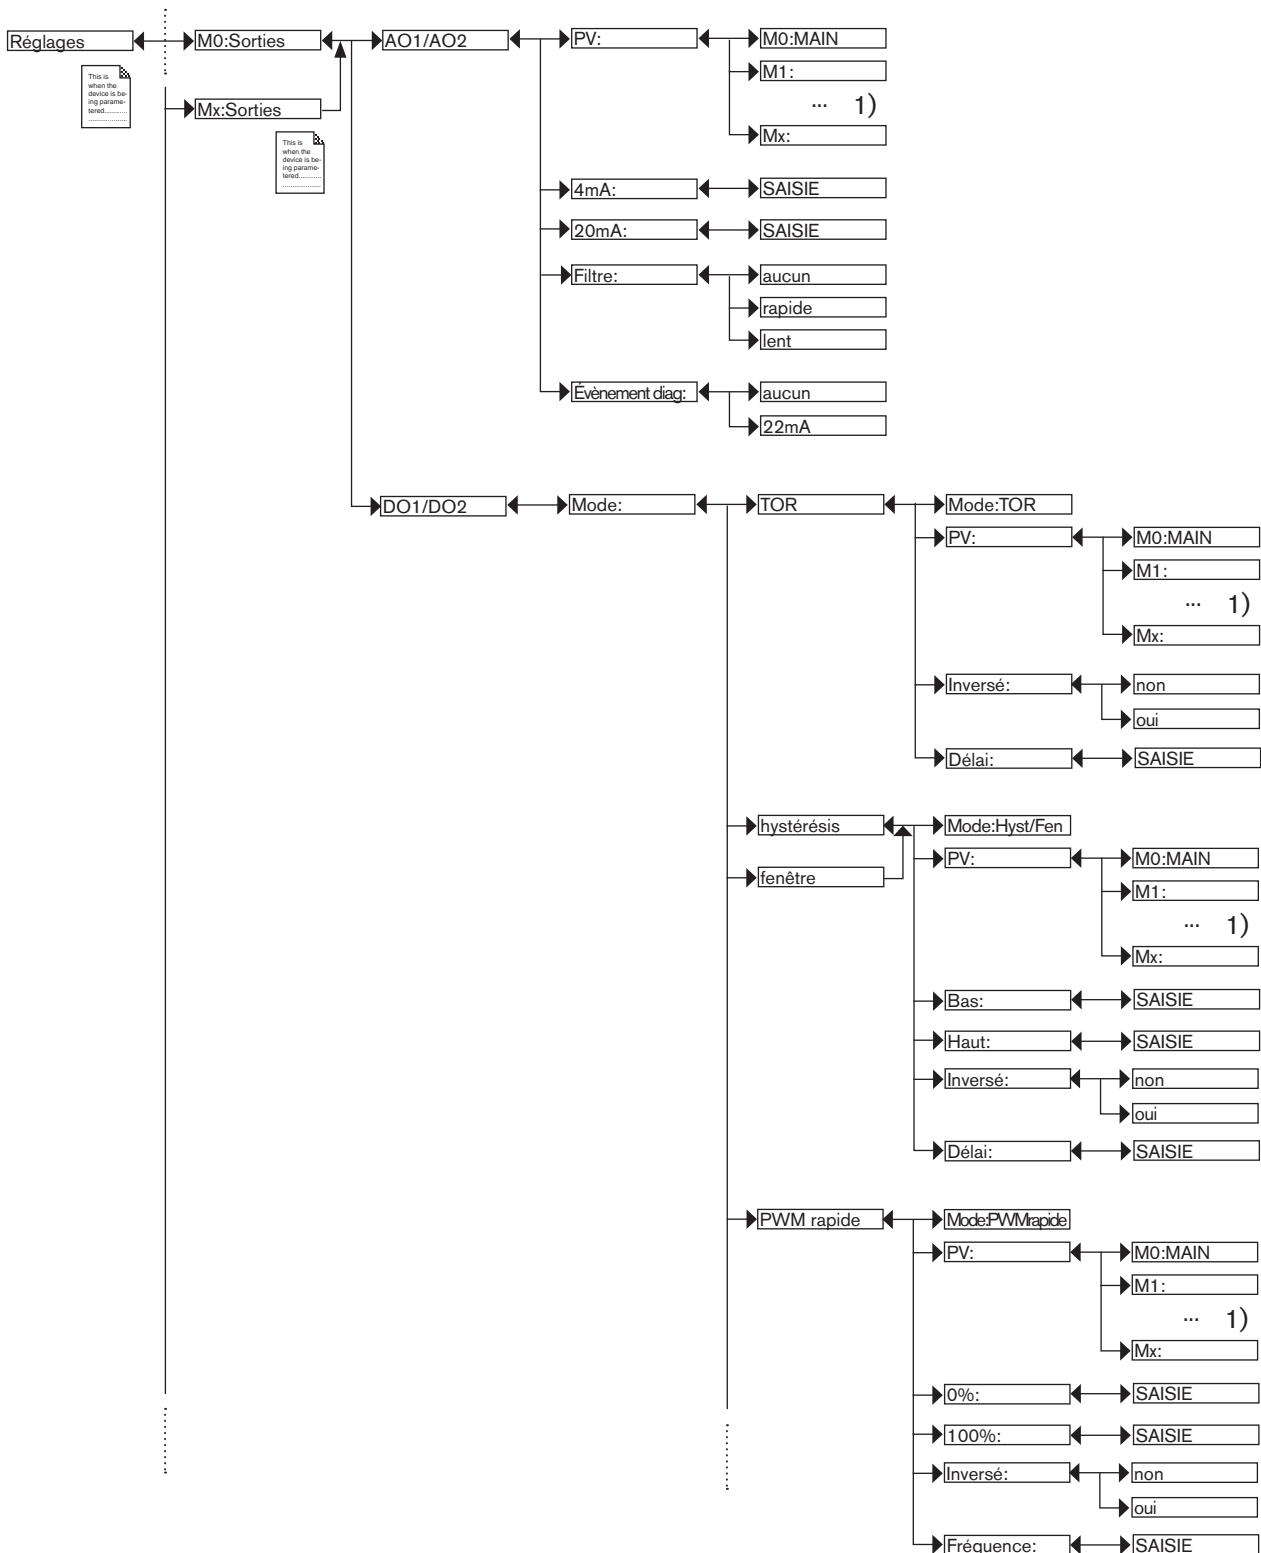 Réglages
M0:Sorties
AO1/AO2
PV:
M0:MAIN
M1:
... 1)
Mx:
This is
when the
device is be-
ing parame-
tered............
.....................
Mx:Sorties
This is
when the
device is be-
ing parame-
tered............
.....................
4mA:
SAISIE
20mA:
SAISIE
Filtre:
aucun
rapide
lent
Évènement diag:
aucun
22mA
DO1/DO2
Mode:
TOR
Mode:TOR
PV:
M0:MAIN
M1:
... 1)
Mx:
Inversé:
non
oui
Délai:
SAISIE
hystérésis
fenêtre
Mode:Hyst/Fen
PV:
M0:MAIN
M1:
... 1)
Mx:
Bas:
SAISIE
Haut:
SAISIE
Inversé:
non
oui
Délai:
SAISIE
PWM rapide
Mode:PWMrapide
PV:
M0:MAIN
M1:
... 1)
Mx:
0%:
SAISIE
100%:
SAISIE
Inversé:
non
oui
Fréquence:
SAISIE